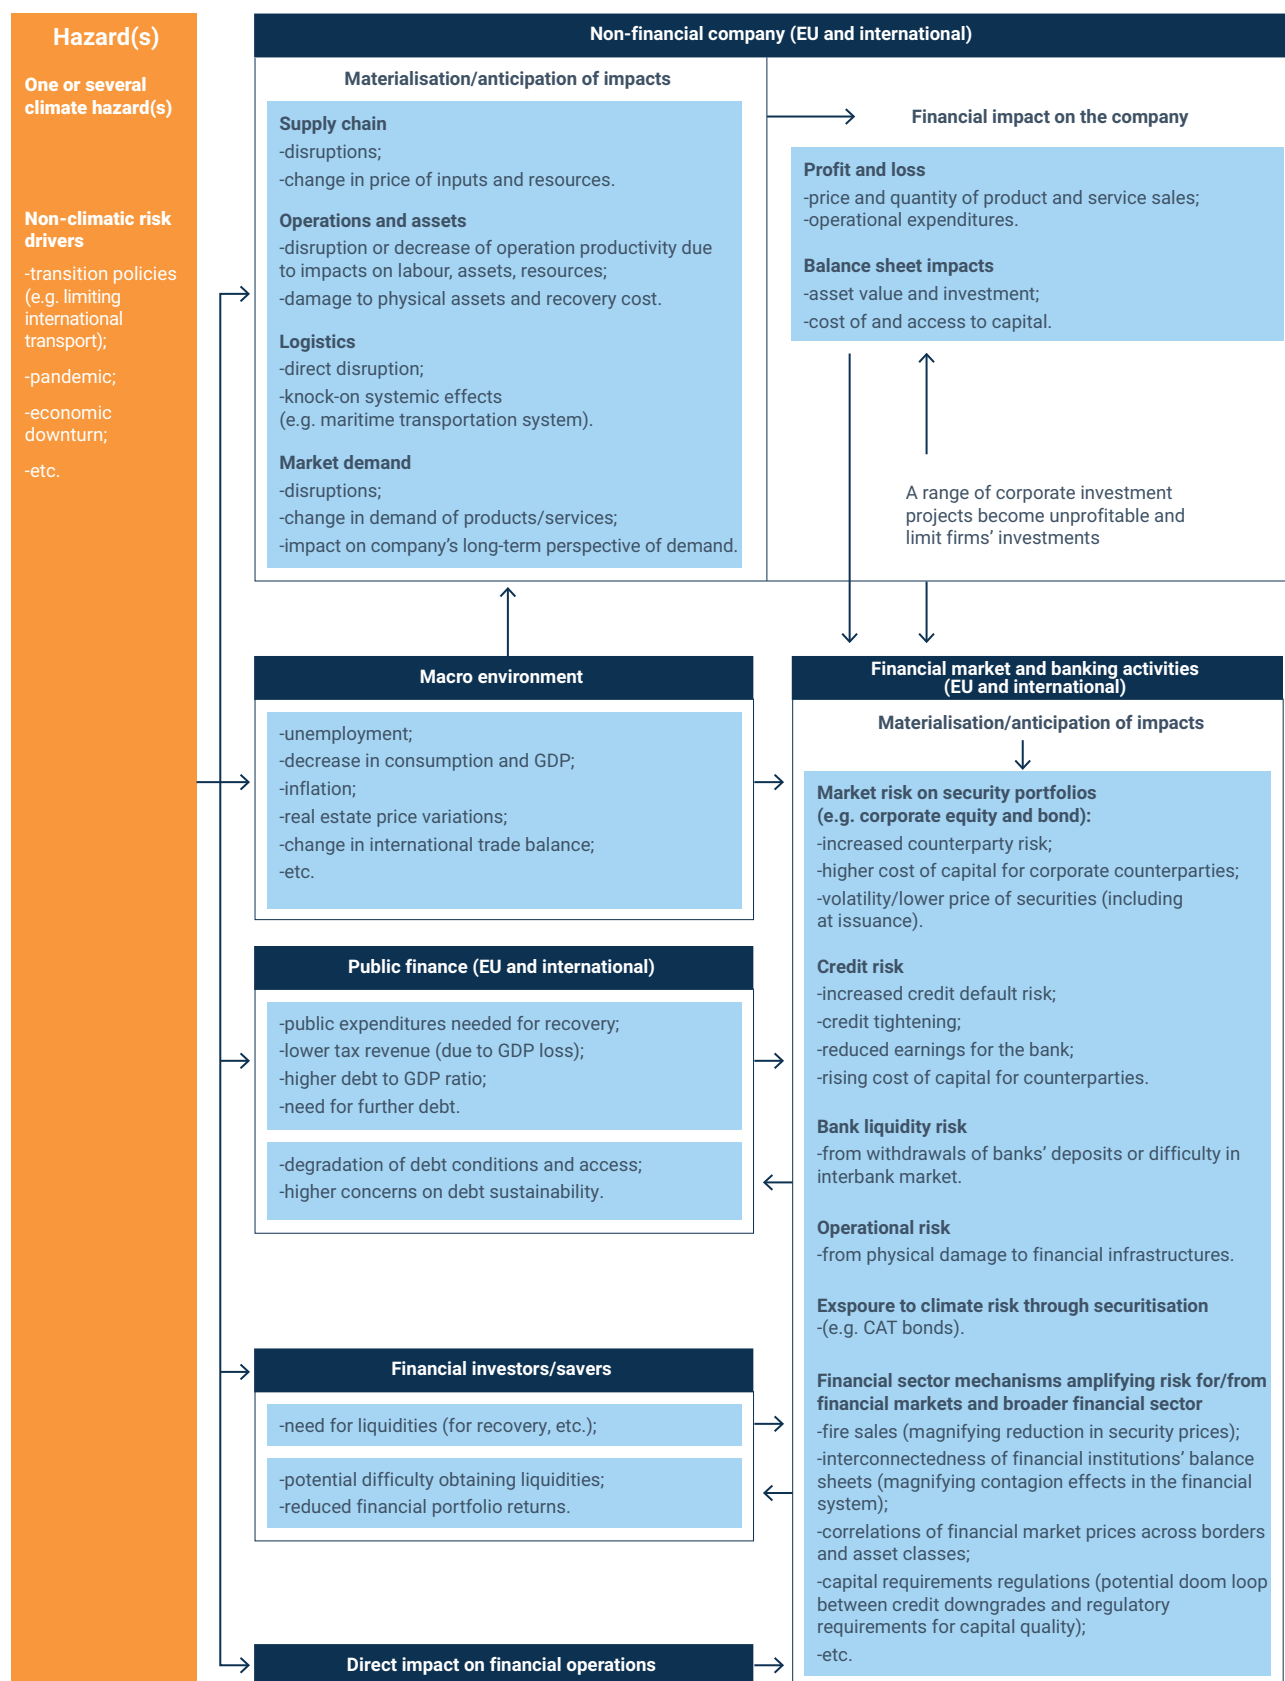 Hazard(s)
One or several
climate hazard(s)
Non-climatic risk
drivers
-transition policies
(e.g. limiting
international
transport);
-pandemic;
-economic
downturn;
-etc.
Non-financial company (EU and international)
Materialisation/anticipation of impacts
Supply chain
-disruptions;
-change in price of inputs and resources.
Operations and assets
-disruption or decrease of operation productivity due
to impacts on labour, assets, resources;
-damage to physical assets and recovery cost.
Logistics
-direct disruption;
-knock-on systemic effects
(e.g. maritime transportation system).
Market demand
-disruptions;
-change in demand of products/services;
-impact on company's long-term perspective of demand.
Financial impact on the company
Profit and loss
-price and quantity of product and service sales;
-operational expenditures.
Balance sheet impacts
-asset value and investment;
-cost of and access to capital.
A range of corporate investment
projects become unprofitable and
limit firms' investments
Macro environment
-unemployment;
-decrease in consumption and GDP;
-inflation;
-real estate price variations;
-change in international trade balance;
-etc.
Public finance (EU and international)
-public expenditures needed for recovery;
-lower tax revenue (due to GDP loss);
-higher debt to GDP ratio;
-need for further debt.
-degradation of debt conditions and access;
-higher concerns on debt sustainability.
Financial investors/savers
-need for liquidities (for recovery, etc.);
-potential difficulty obtaining liquidities;
-reduced financial portfolio returns.
Direct impact on financial operations
Financial market and banking activities
(EU and international)
Materialisation/anticipation of impacts
Market risk on security portfolios
(e.g. corporate equity and bond):
-increased counterparty risk;
-higher cost of capital for corporate counterparties;
-volatility/lower price of securities (including
at issuance).
Credit risk
-increased credit default risk;
-credit tightening;
-reduced earnings for the bank;
-rising cost of capital for counterparties.
Bank liquidity risk
-from withdrawals of banks' deposits or difficulty in
interbank market.
Operational risk
-from physical damage to financial infrastructures.
Exspoure to climate risk through securitisation
-(e.g. CAT bonds).
Financial sector mechanisms amplifying risk for/from
financial markets and broader financial sector
-fire sales (magnifying reduction in security prices);
-interconnectedness of financial institutions' balance
sheets (magnifying contagion effects in the financial
system);
-correlations of financial market prices across borders
and asset classes;
-capital requirements regulations (potential doom loop
between credit downgrades and regulatory
requirements for capital quality);
-etc.